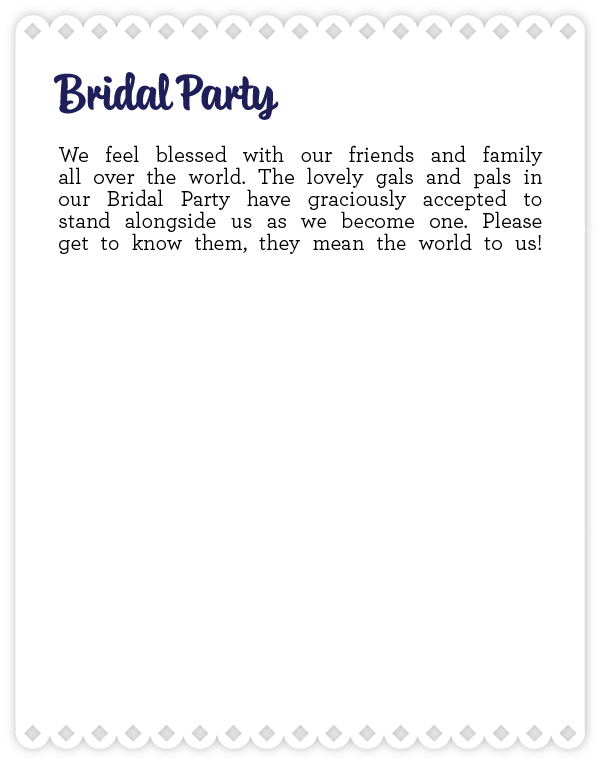 Bridal Party
We feel blessed with our friends and family
all over the world. The lovely gals and pals in
our Bridal Party have graciously accepted to
stand alongside us as we become one. Please
get to know them, they mean the world to us!